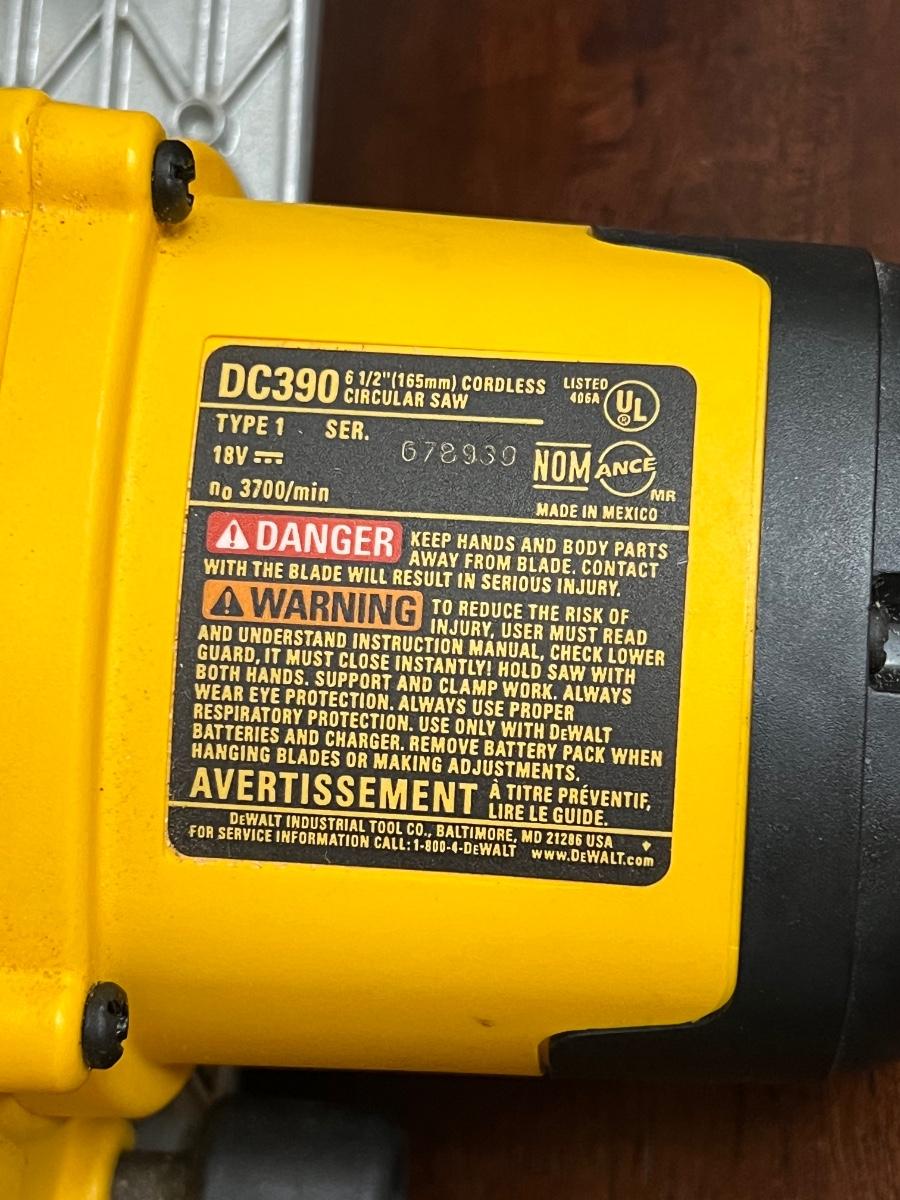 DC390 6 1/2"(165mm) CORDLESS CIRCULAR SAW
LISTED 406A UL ®
TYPE 1 SER. 678939
18V
NOM ANCE MR
n₀ 3700/min
MADE IN MEXICO
DANGER KEEP HANDS AND BODY PARTS
AWAY FROM BLADE. CONTACT
WITH THE BLADE WILL RESULT IN SERIOUS INJURY.
WARNING TO REDUCE THE RISK OF
INJURY, USER MUST READ
AND UNDERSTAND INSTRUCTION MANUAL, CHECK LOWER
GUARD, IT MUST CLOSE INSTANTLY! HOLD SAW WITH
BOTH HANDS. SUPPORT AND CLAMP WORK. ALWAYS
WEAR EYE PROTECTION. ALWAYS USE PROPER
RESPIRATORY PROTECTION. USE ONLY WITH DEWALT
BATTERIES AND CHARGER. REMOVE BATTERY PACK WHEN
HANGING BLADES OR MAKING ADJUSTMENTS.
AVERTISSEMENT À TITRE PRÉVENTIF,
LIRE LE GUIDE.
DEWALT INDUSTRIAL TOOL CO., BALTIMORE, MD 21286 USA
FOR SERVICE INFORMATION CALL: 1-800-4-DEWALT www.DEWALT.com